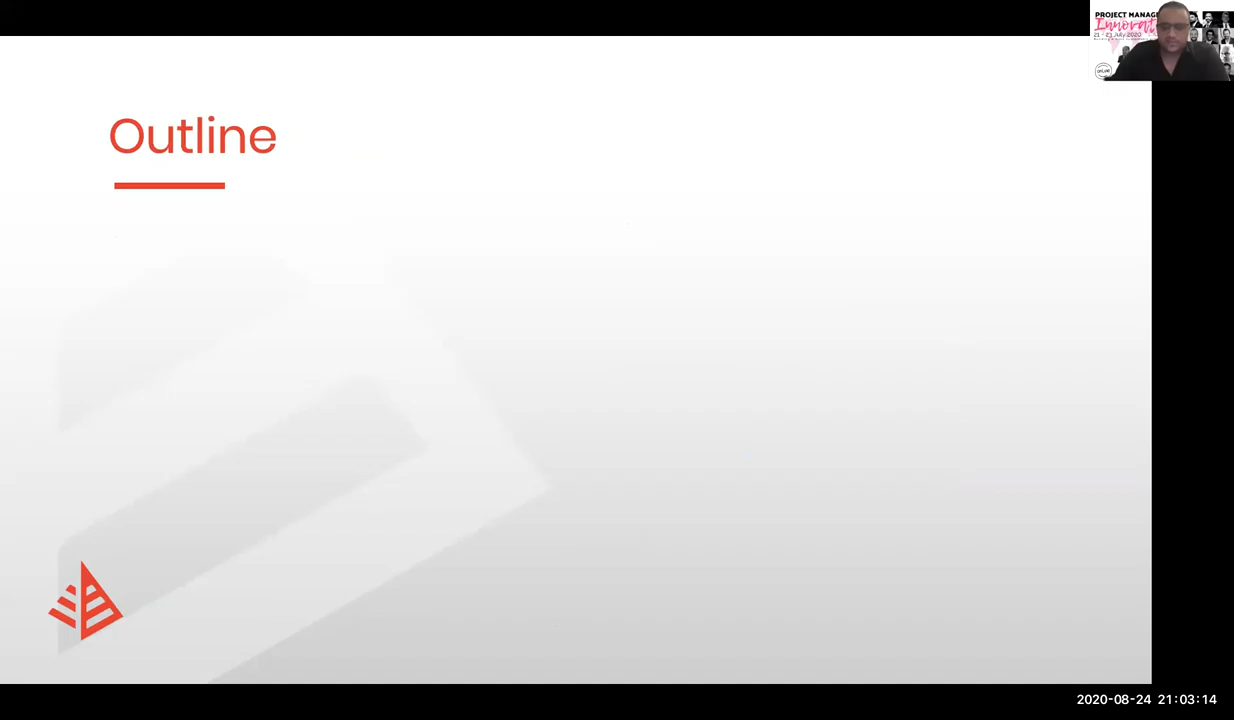 PROJECT MANAG
Innovat
21 - 23 July 2020
Outline
2020-08-24 21:03:14